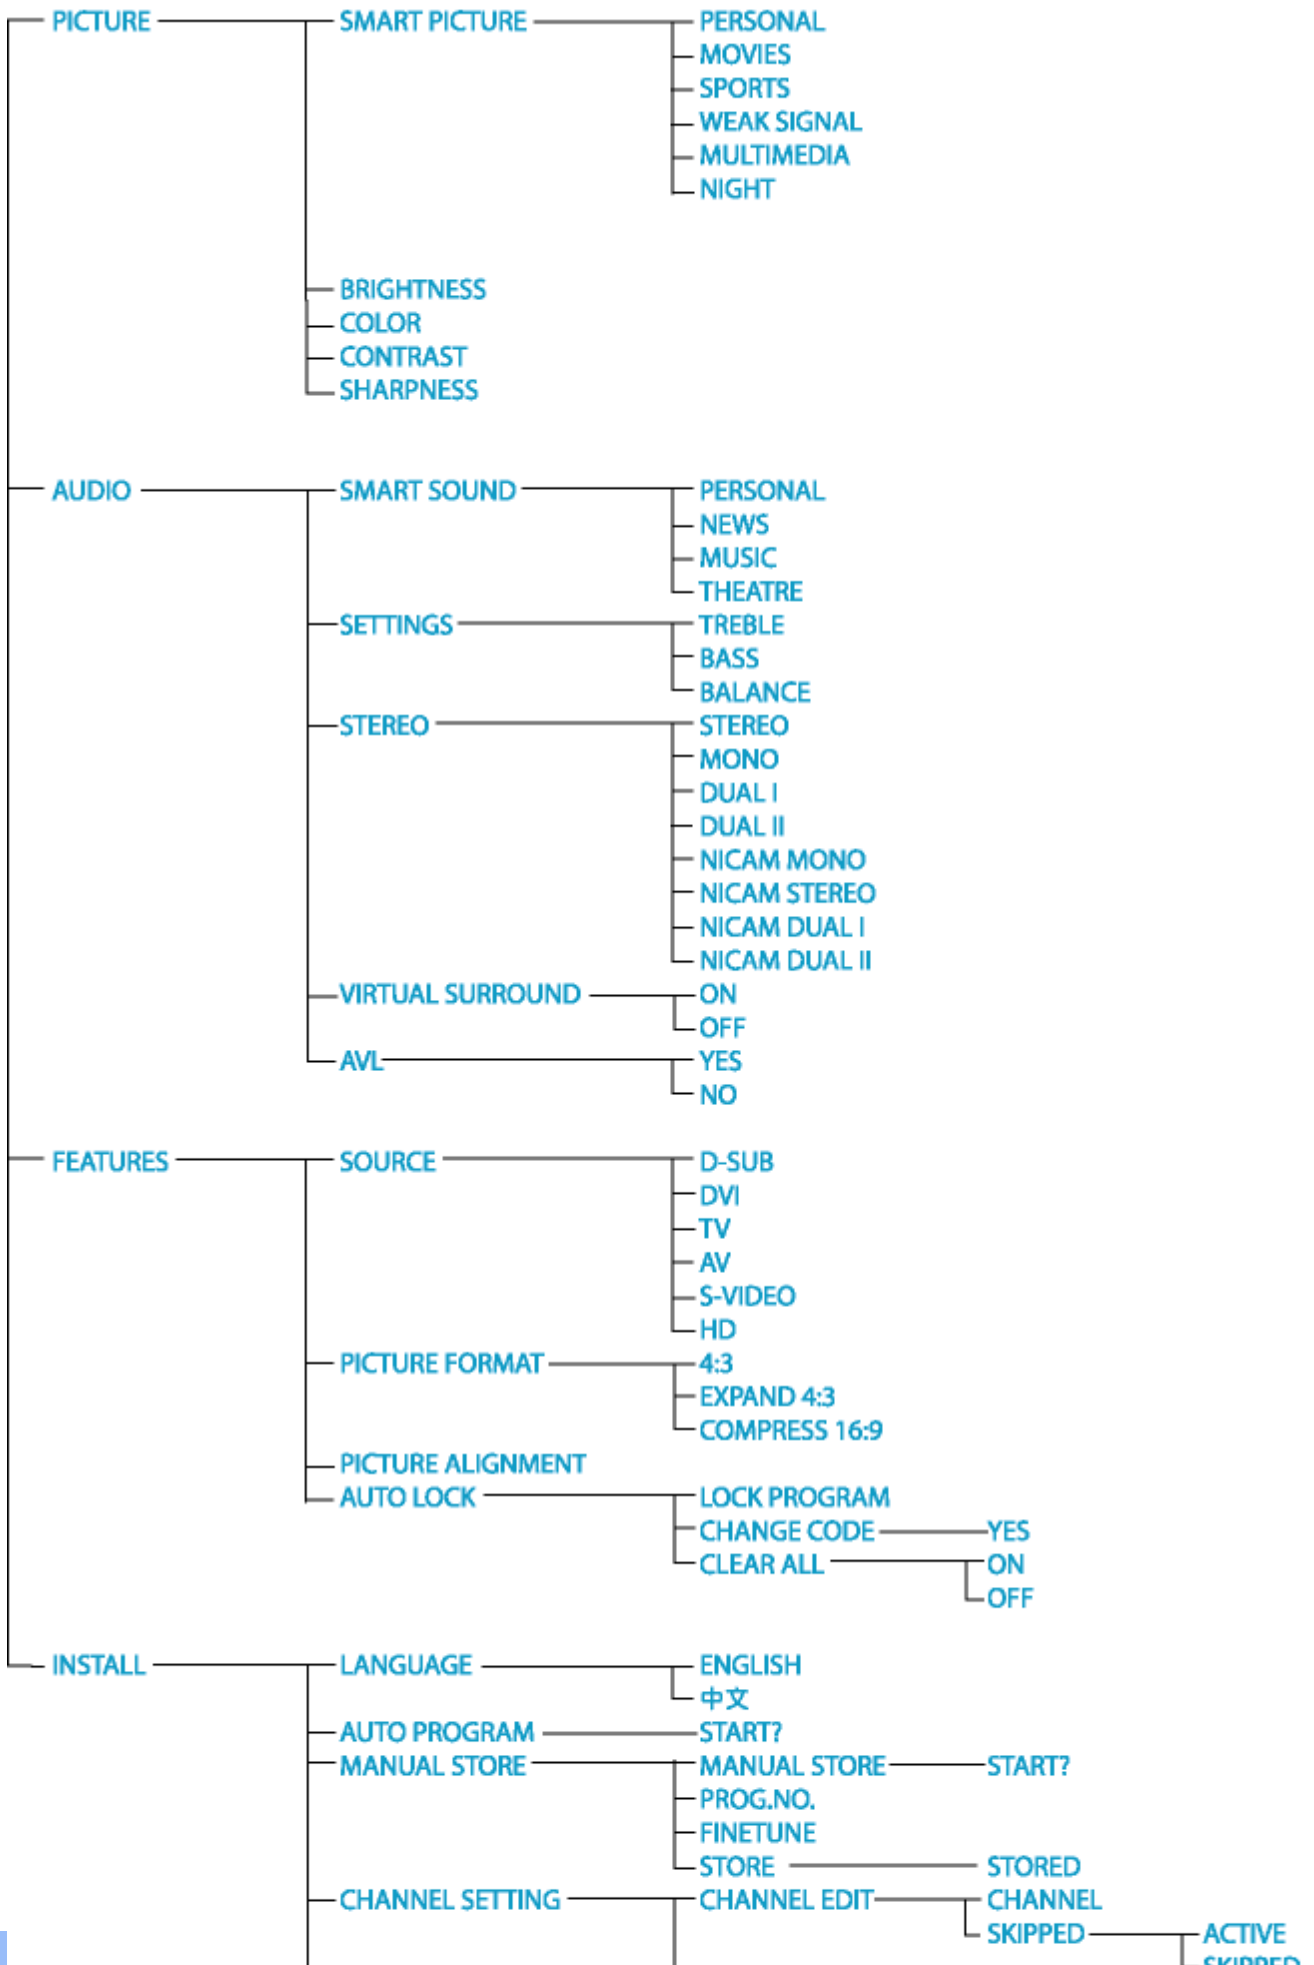 PICTURE SMART PICTURE PERSONAL
MOVIES
SPORTS
WEAK SIGNAL
MULTIMEDIA
NIGHT
BRIGHTNESS
COLOR
CONTRAST
SHARPNESS
AUDIO SMART SOUND PERSONAL
NEWS
MUSIC
THEATRE
SETTINGS TREBLE
BASS
BALANCE
STEREO STEREO
MONO
DUAL I
DUAL II
NICAM MONO
NICAM STEREO
NICAM DUAL I
NICAM DUAL II
VIRTUAL SURROUND ON
OFF
AVL YES
NO
FEATURES SOURCE D-SUB
DVI
TV
AV
S-VIDEO
HD
PICTURE FORMAT 4:3
EXPAND 4:3
COMPRESS 16:9
PICTURE ALIGNMENT
AUTO LOCK LOCK PROGRAM
CHANGE CODE YES
CLEAR ALL ON
OFF
INSTALL LANGUAGE ENGLISH
中文
AUTO PROGRAM START?
MANUAL STORE MANUAL STORE START?
PROG.NO.
FINETUNE
STORE STORED
CHANNEL SETTING CHANNEL EDIT CHANNEL
SKIPPED ACTIVE
SKIPPED